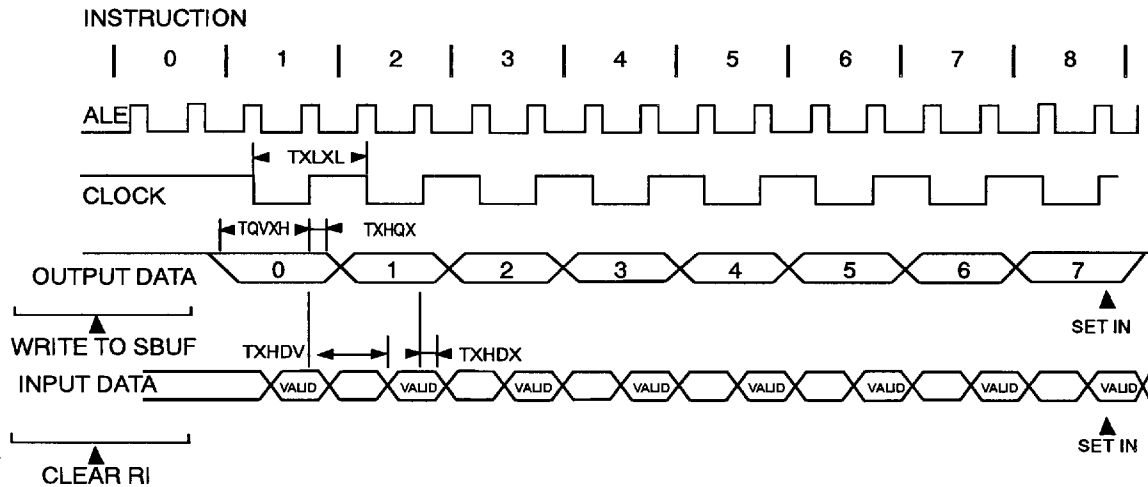 INSTRUCTION
| 0 | 1 | 2 | 3 | 4 | 5 | 6 | 7 | 8 |
ALE
TXLXL
CLOCK
TQVXH TXHQX
OUTPUT DATA 0 1 2 3 4 5 6 7
SET IN
WRITE TO SBUF
TXHDV TXHDX
INPUT DATA VALID VALID VALID VALID VALID VALID VALID VALID
SET IN
CLEAR RI